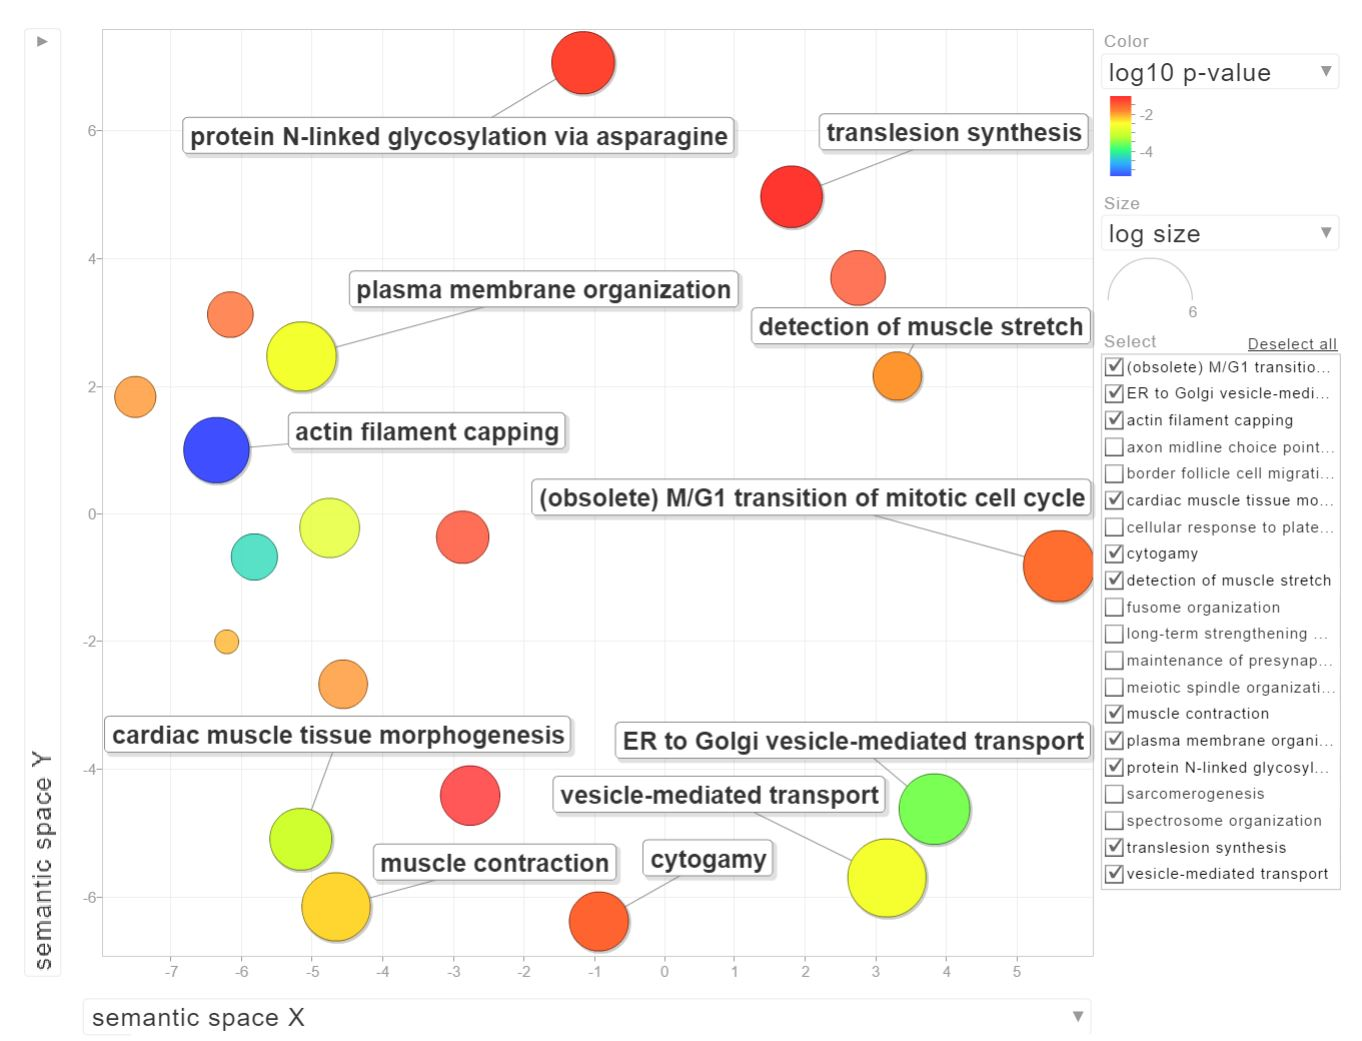 ▶
protein N-linked glycosylation via asparagine
translesion synthesis
plasma membrane organization
detection of muscle stretch
actin filament capping
(obsolete) M/G1 transition of mitotic cell cycle
cardiac muscle tissue morphogenesis
ER to Golgi vesicle-mediated transport
vesicle-mediated transport
muscle contraction
cytogamy
6
4
2
0
-2
-4
-6
-7 -6 -5 -4 -3 -2 -1 0 1 2 3 4 5
semantic space Y
semantic space X ▼
Color
log10 p-value ▼
-2
-4
Size
log size ▼
6
Select Deselect all
(obsolete) M/G1 transitio...
ER to Golgi vesicle-medi...
actin filament capping
axon midline choice point...
border follicle cell migrati...
cardiac muscle tissue mo...
cellular response to plate...
cytogamy
detection of muscle stretch
fusome organization
long-term strengthening ...
maintenance of presynap...
meiotic spindle organizati...
muscle contraction
plasma membrane organi...
protein N-linked glycosyl...
sarcomerogenesis
spectrosome organization
translesion synthesis
vesicle-mediated transport